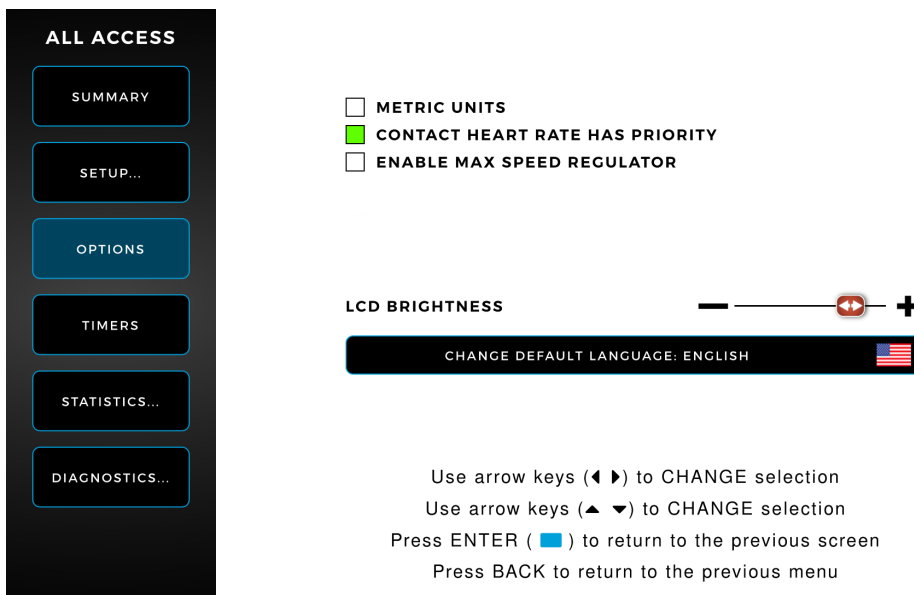 ALL ACCESS
SUMMARY
SETUP...
OPTIONS
TIMERS
STATISTICS...
DIAGNOSTICS...
METRIC UNITS
CONTACT HEART RATE HAS PRIORITY
ENABLE MAX SPEED REGULATOR
LCD BRIGHTNESS
CHANGE DEFAULT LANGUAGE: ENGLISH
Use arrow keys (◀ ▶) to CHANGE selection
Use arrow keys (▲ ▼) to CHANGE selection
Press ENTER ( ) to return to the previous screen
Press BACK to return to the previous menu